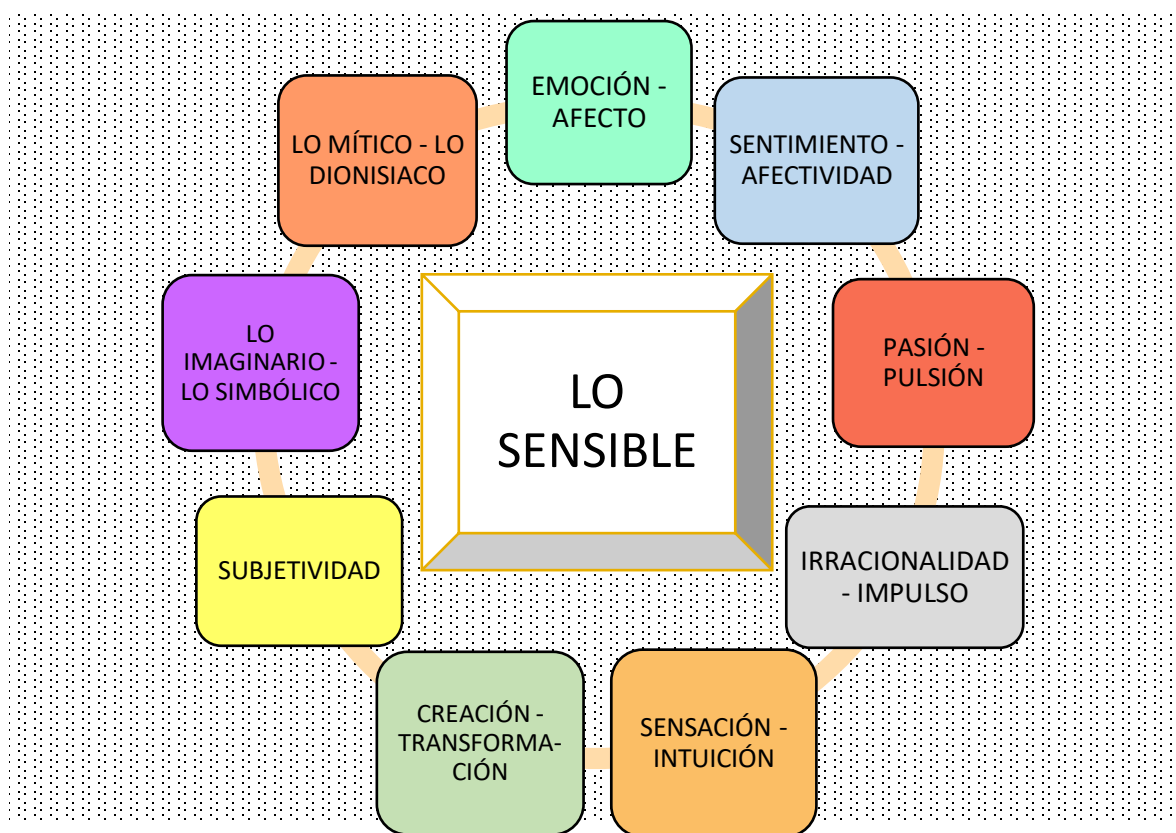 EMOCIÓN -
AFECTO
SENTIMIENTO -
AFECTIVIDAD
PASIÓN -
PULSIÓN
IRRACIONALIDAD
- IMPULSO
SENSACIÓN -
INTUICIÓN
CREACIÓN -
TRANSFORMA-
CIÓN
SUBJETIVIDAD
LO
IMAGINARIO -
LO SIMBÓLICO
LO MÍTICO - LO
DIONISIACO
LO
SENSIBLE